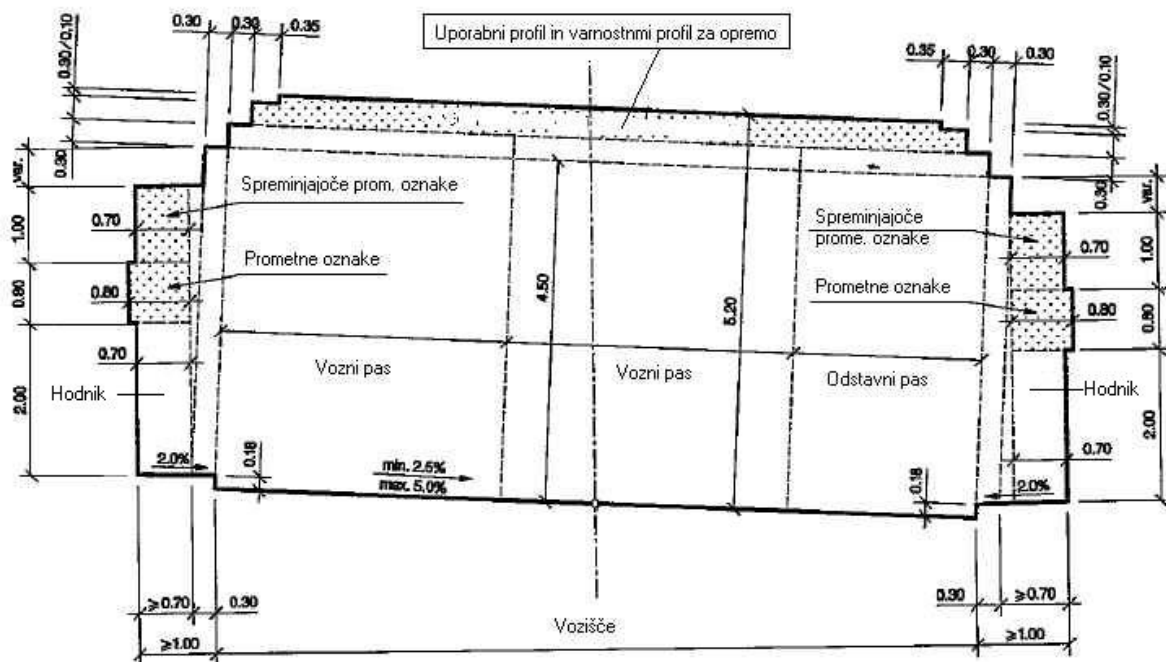 0.30 0.30 0.35
Uporabni profil in varnostnmi profil za opremo
0.35 0.30 0.30
0.30/0.10
0.30/0.10
0.30
var.
0.30
var.
Spreminjajoče prom. oznake
Spreminjajoče
prome. oznake
0.70
0.70
1.00
1.00
Prometne oznake
Prometne oznake
0.80
0.80
0.80
0.80
4.50
5.20
0.70
Vozni pas
Vozni pas
Odstavni pas
Hodnik
Hodnik
2.00
2.00
0.70
2.0%
0.18
min. 2.5%
max. 5.0%
0.18
2.0%
≥0.70 0.30
0.30 ≥0.70
Vozišče
≥1.00
≥1.00